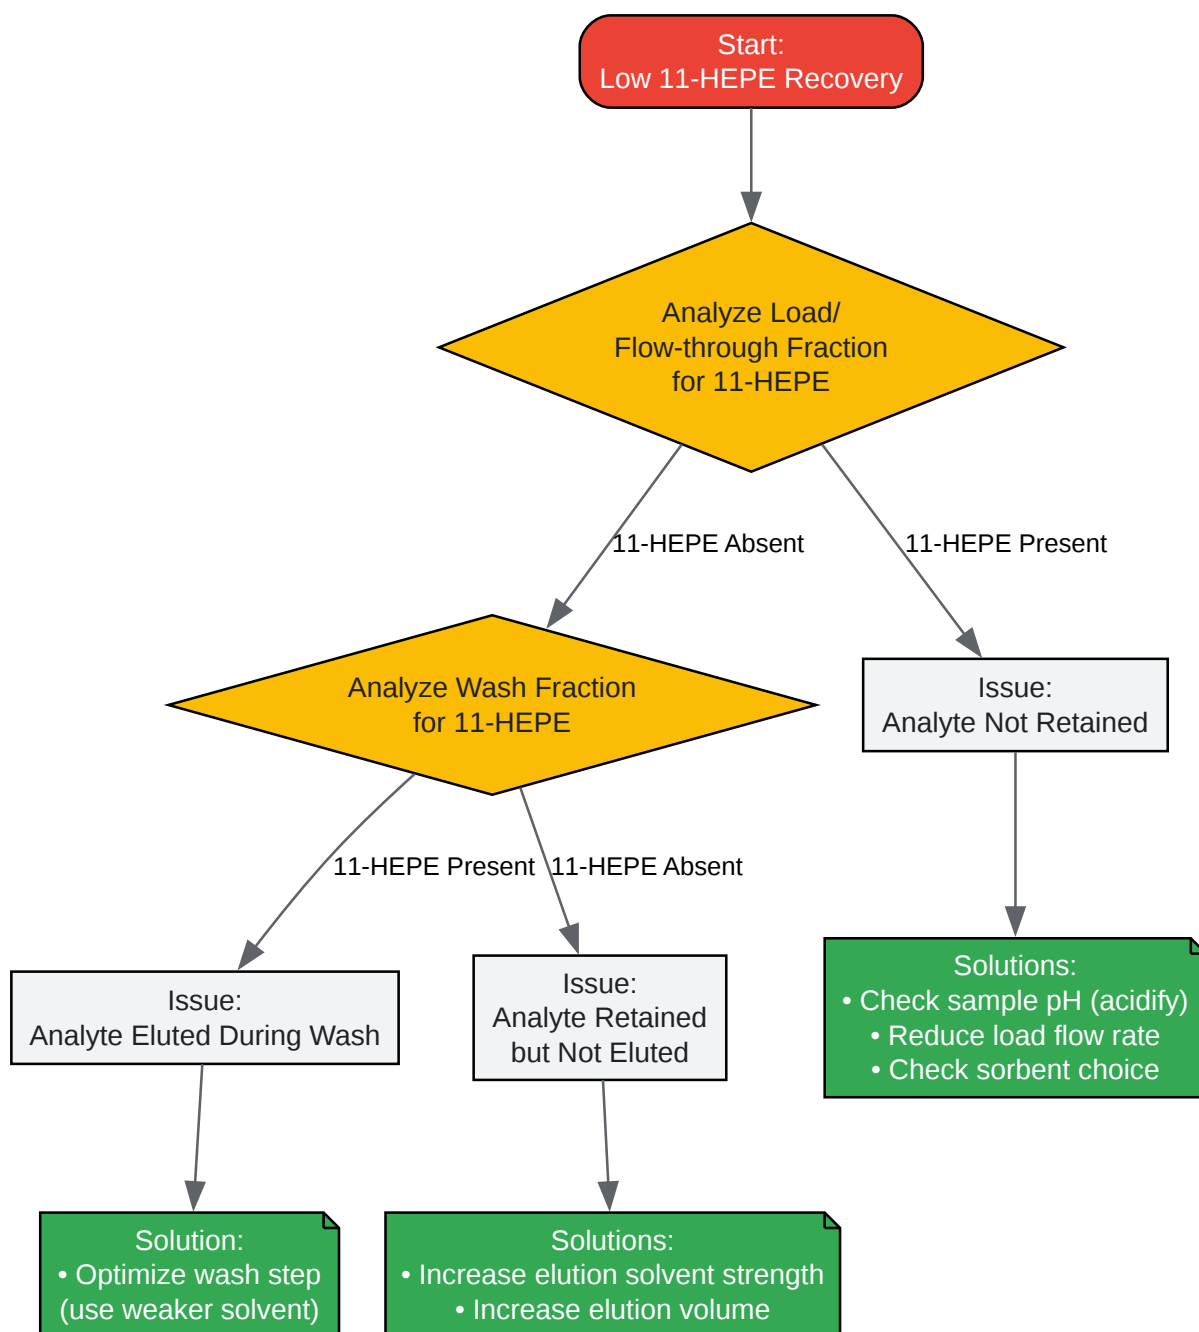 Start:
Low 11-HEPE Recovery
Analyze Load/
Flow-through Fraction
for 11-HEPE
11-HEPE Absent
11-HEPE Present
Analyze Wash Fraction
for 11-HEPE
Issue:
Analyte Not Retained
11-HEPE Present
11-HEPE Absent
Issue:
Analyte Eluted During Wash
Issue:
Analyte Retained
but Not Eluted
Solutions:
• Check sample pH (acidify)
• Reduce load flow rate
• Check sorbent choice
Solution:
• Optimize wash step
(use weaker solvent)
Solutions:
• Increase elution solvent strength
• Increase elution volume